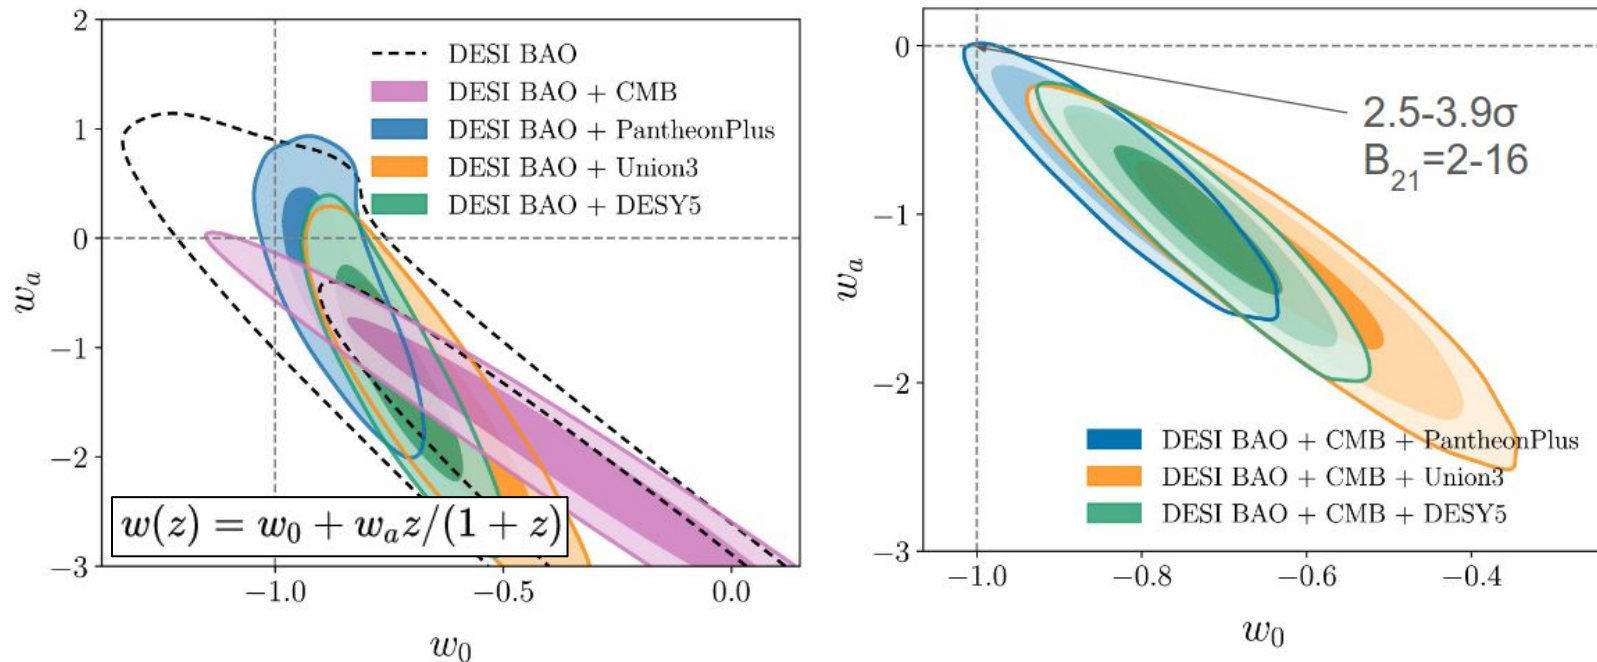 2
1
0
−1
−2
−3
w_a
−1.0
−0.5
0.0
w_0
DESI BAO
DESI BAO + CMB
DESI BAO + PantheonPlus
DESI BAO + Union3
DESI BAO + DESY5
w(z) = w_0 + w_a z/(1 + z)
0
−1
−2
−3
w_a
−1.0
−0.8
−0.6
−0.4
w_0
2.5-3.9σ
B_21=2-16
DESI BAO + CMB + PantheonPlus
DESI BAO + CMB + Union3
DESI BAO + CMB + DESY5